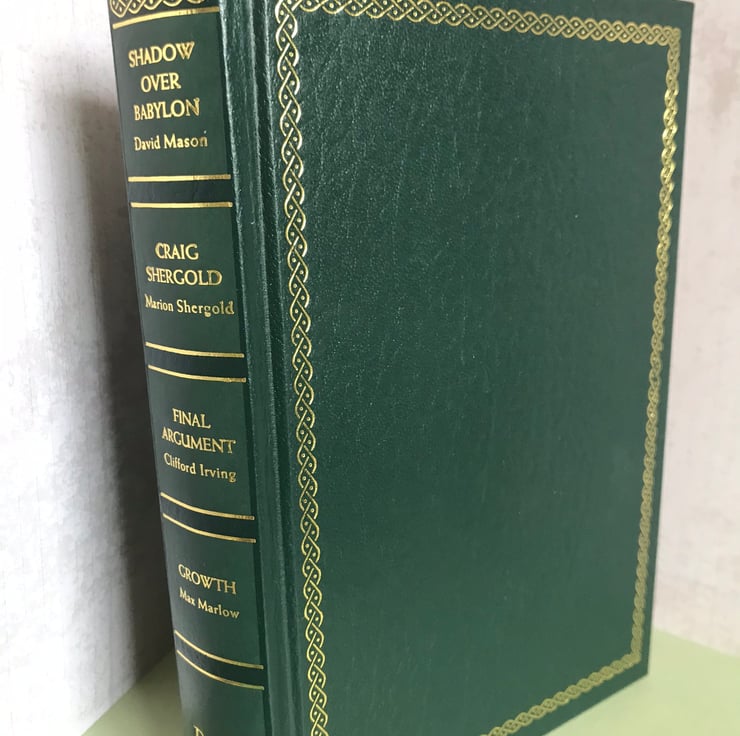 SHADOW
OVER
BABYLON
David Mason
CRAIG
SHERGOLD
Marion Shergold
FINAL
ARGUMENT
Clifford Irving
GROWTH
Max Marlow